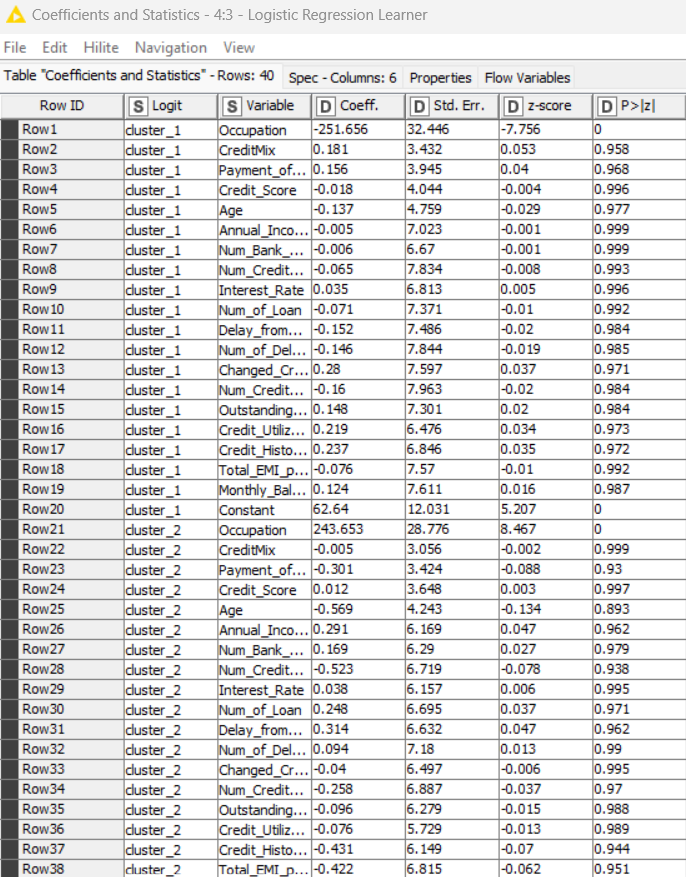 Coefficients and Statistics - 4:3 - Logistic Regression Learner
File Edit Hilite Navigation View
Table "Coefficients and Statistics" - Rows: 40 Spec - Columns: 6 Properties Flow Variables
Row ID S Logit S Variable D Coeff. D Std. Err. D z-score D P>|z|
Row1 cluster_1 Occupation -251.656 32.446 -7.756 0
Row2 cluster_1 CreditMix 0.181 3.432 0.053 0.958
Row3 cluster_1 Payment_of... 0.156 3.945 0.04 0.968
Row4 cluster_1 Credit_Score -0.018 4.044 -0.004 0.996
Row5 cluster_1 Age -0.137 4.759 -0.029 0.977
Row6 cluster_1 Annual_Inco... -0.005 7.023 -0.001 0.999
Row7 cluster_1 Num_Bank_... -0.006 6.67 -0.001 0.999
Row8 cluster_1 Num_Credit... -0.065 7.834 -0.008 0.993
Row9 cluster_1 Interest_Rate 0.035 6.813 0.005 0.996
Row10 cluster_1 Num_of_Loan -0.071 7.371 -0.01 0.992
Row11 cluster_1 Delay_from... -0.152 7.486 -0.02 0.984
Row12 cluster_1 Num_of_Del... -0.146 7.844 -0.019 0.985
Row13 cluster_1 Changed_Cr... 0.28 7.597 0.037 0.971
Row14 cluster_1 Num_Credit... -0.16 7.963 -0.02 0.984
Row15 cluster_1 Outstanding... 0.148 7.301 0.02 0.984
Row16 cluster_1 Credit_Utiliz... 0.219 6.476 0.034 0.973
Row17 cluster_1 Credit_Histo... 0.237 6.846 0.035 0.972
Row18 cluster_1 Total_EMI_p... -0.076 7.57 -0.01 0.992
Row19 cluster_1 Monthly_Bal... 0.124 7.611 0.016 0.987
Row20 cluster_1 Constant 62.64 12.031 5.207 0
Row21 cluster_2 Occupation 243.653 28.776 8.467 0
Row22 cluster_2 CreditMix -0.005 3.056 -0.002 0.999
Row23 cluster_2 Payment_of... -0.301 3.424 -0.088 0.93
Row24 cluster_2 Credit_Score 0.012 3.648 0.003 0.997
Row25 cluster_2 Age -0.569 4.243 -0.134 0.893
Row26 cluster_2 Annual_Inco... 0.291 6.169 0.047 0.962
Row27 cluster_2 Num_Bank_... 0.169 6.29 0.027 0.979
Row28 cluster_2 Num_Credit... -0.523 6.719 -0.078 0.938
Row29 cluster_2 Interest_Rate 0.038 6.157 0.006 0.995
Row30 cluster_2 Num_of_Loan 0.248 6.695 0.037 0.971
Row31 cluster_2 Delay_from... 0.314 6.632 0.047 0.962
Row32 cluster_2 Num_of_Del... 0.094 7.18 0.013 0.99
Row33 cluster_2 Changed_Cr... -0.04 6.497 -0.006 0.995
Row34 cluster_2 Num_Credit... -0.258 6.887 -0.037 0.97
Row35 cluster_2 Outstanding... -0.096 6.279 -0.015 0.988
Row36 cluster_2 Credit_Utiliz... -0.076 5.729 -0.013 0.989
Row37 cluster_2 Credit_Histo... -0.431 6.149 -0.07 0.944
Row38 cluster_2 Total_EMI_p... -0.422 6.815 -0.062 0.951